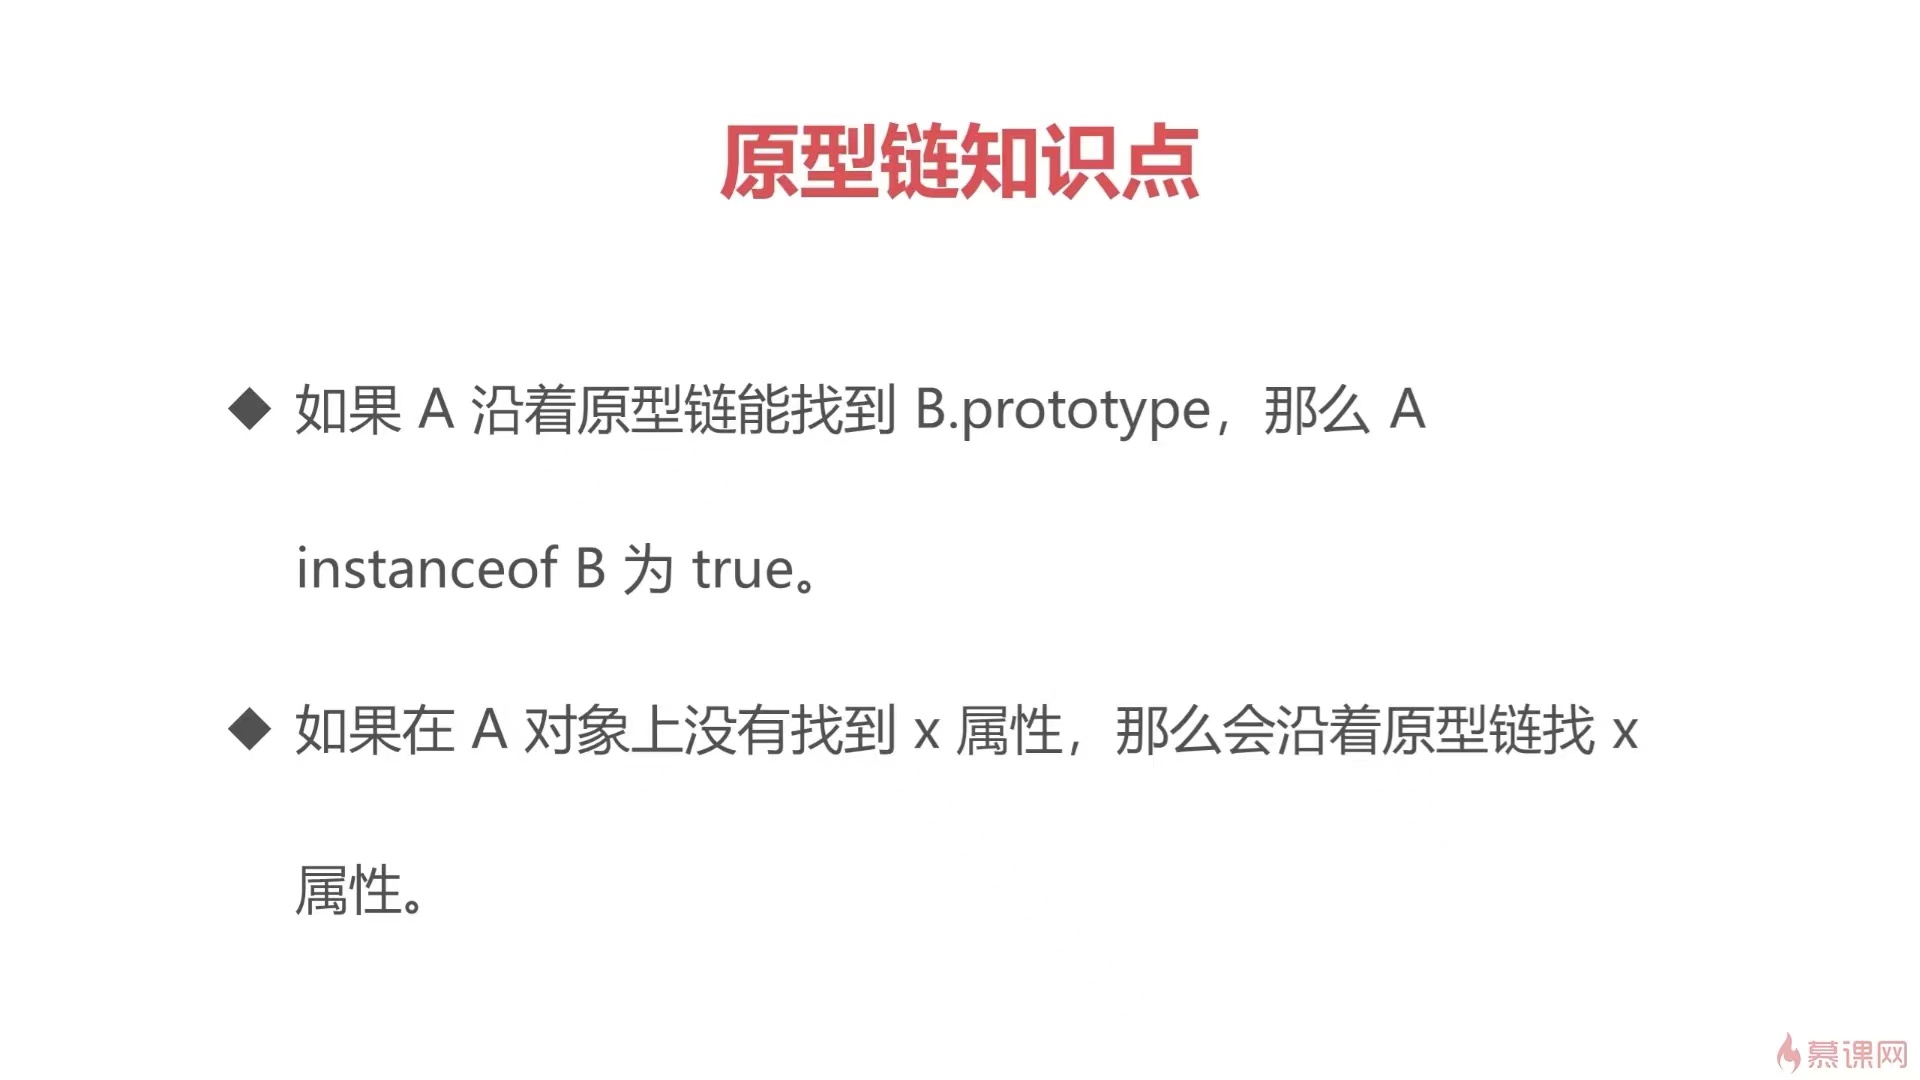 原型链知识点
◆ 如果 A 沿着原型链能找到 B.prototype，那么 A
instanceof B 为 true。
◆ 如果在 A 对象上没有找到 x 属性，那么会沿着原型链找 x
属性。
慕课网